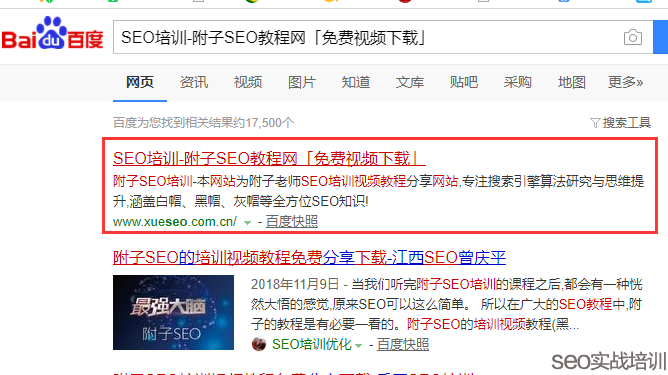 Bai du 百度
SEO培训-附子SEO教程网「免费视频下载」
网页 资讯 视频 图片 知道 文库 贴吧 采购 地图 更多»
百度为您找到相关结果约17,500个 搜索工具
SEO培训-附子SEO教程网「免费视频下载」
附子SEO培训-本网站为附子老师SEO培训视频教程分享网站,专注搜索引擎算法研究与思维提
升,涵盖白帽、黑帽、灰帽等全方位SEO知识!
www.xueseo.com.cn/ - 百度快照
附子SEO的培训视频教程免费分享下载-江西SEO曾庆平
2018年11月9日 - 当我们听完附子SEO培训的课程之后,都会有一种恍
然大悟的感觉,原来SEO可以这么简单。 所以在广大的SEO教程中,附
子的教程是有必要一看的。附子SEO的培训视频教程(黑...
最强大脑
附子SEO
SEO培训优化 - 百度快照
seo实战培训